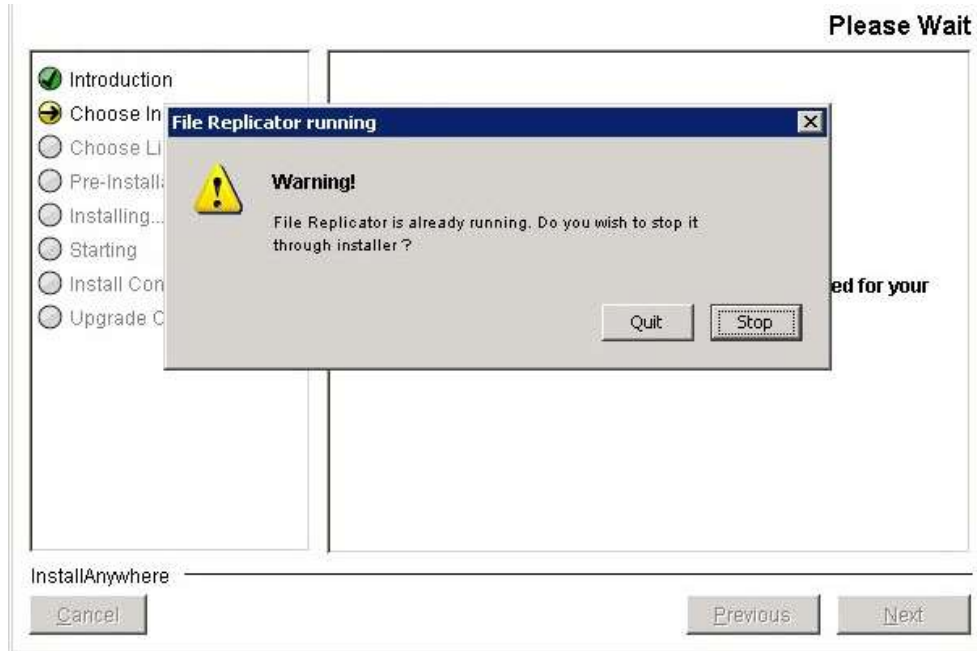 Please Wait
Introduction
Choose In
File Replicator running
Choose Li
Pre-Install
Warning!
Installing...
File Replicator is already running. Do you wish to stop it
through installer ?
Starting
Install Con
ed for your
Upgrade C
Quit
Stop
InstallAnywhere
Cancel
Previous
Next